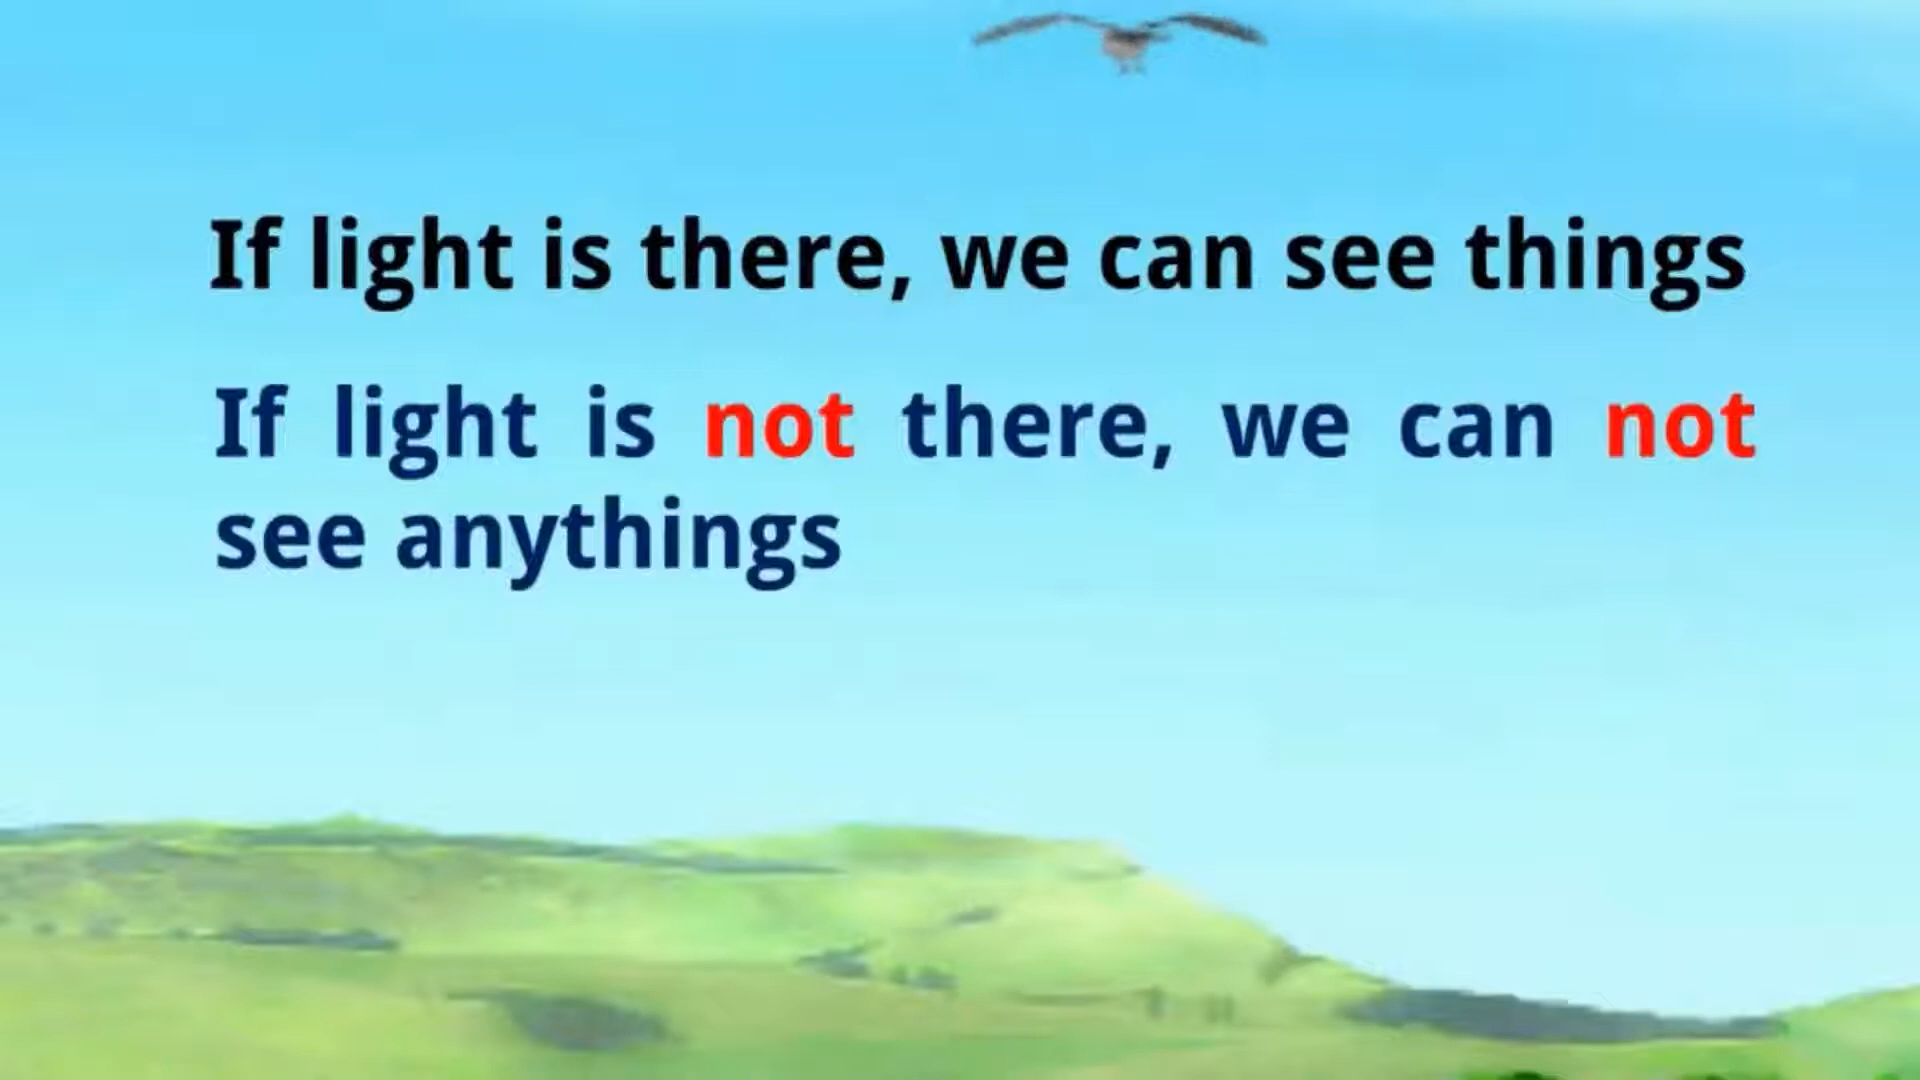 If light is there, we can see things
If light is not there, we can not
see anythings